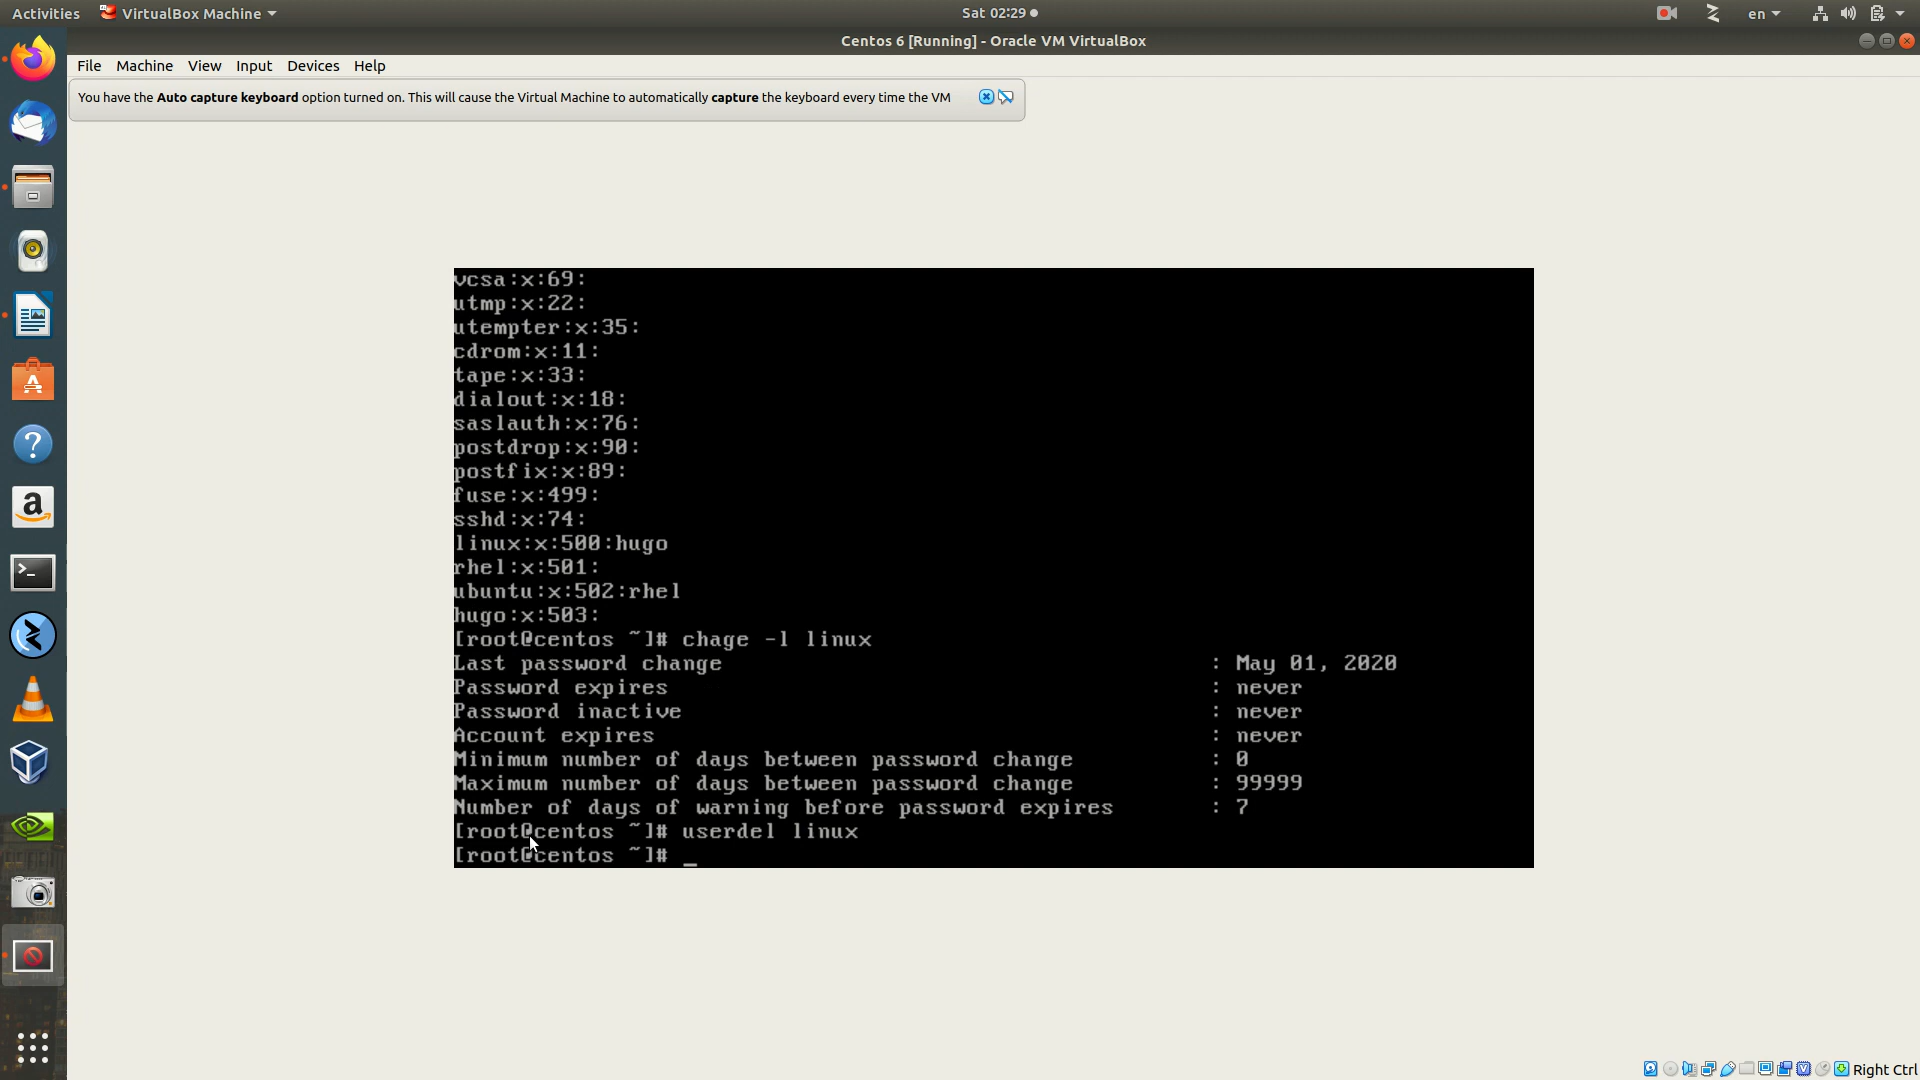 Activities VirtualBox Machine Sat 02:29 en
Centos 6 [Running] - Oracle VM VirtualBox
File Machine View Input Devices Help
You have the Auto capture keyboard option turned on. This will cause the Virtual Machine to automatically capture the keyboard every time the VM
vcsa:x:69:
utmp:x:22:
utempter:x:35:
cdrom:x:11:
tape:x:33:
dialout:x:18:
saslauth:x:76:
postdrop:x:90:
postfix:x:89:
fuse:x:499:
sshd:x:74:
linux:x:500:hugo
rhel:x:501:
ubuntu:x:502:rhel
hugo:x:503:
[root@centos ~]# chage -l linux
Last password change : May 01, 2020
Password expires : never
Password inactive : never
Account expires : never
Minimum number of days between password change : 0
Maximum number of days between password change : 99999
Number of days of warning before password expires : 7
[root@centos ~]# userdel linux
[root@centos ~]# _
Right Ctrl